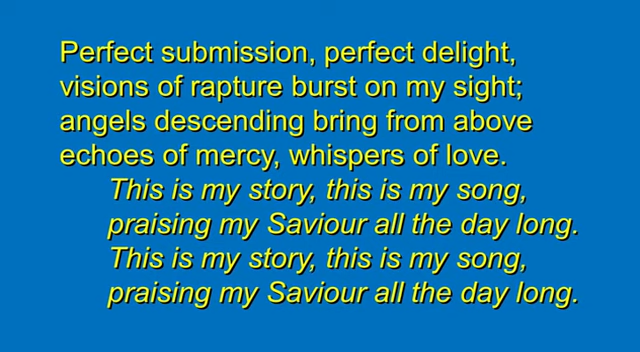 Perfect submission, perfect delight,
visions of rapture burst on my sight;
angels descending bring from above
echoes of mercy, whispers of love.
This is my story, this is my song,
praising my Saviour all the day long.
This is my story, this is my song,
praising my Saviour all the day long.